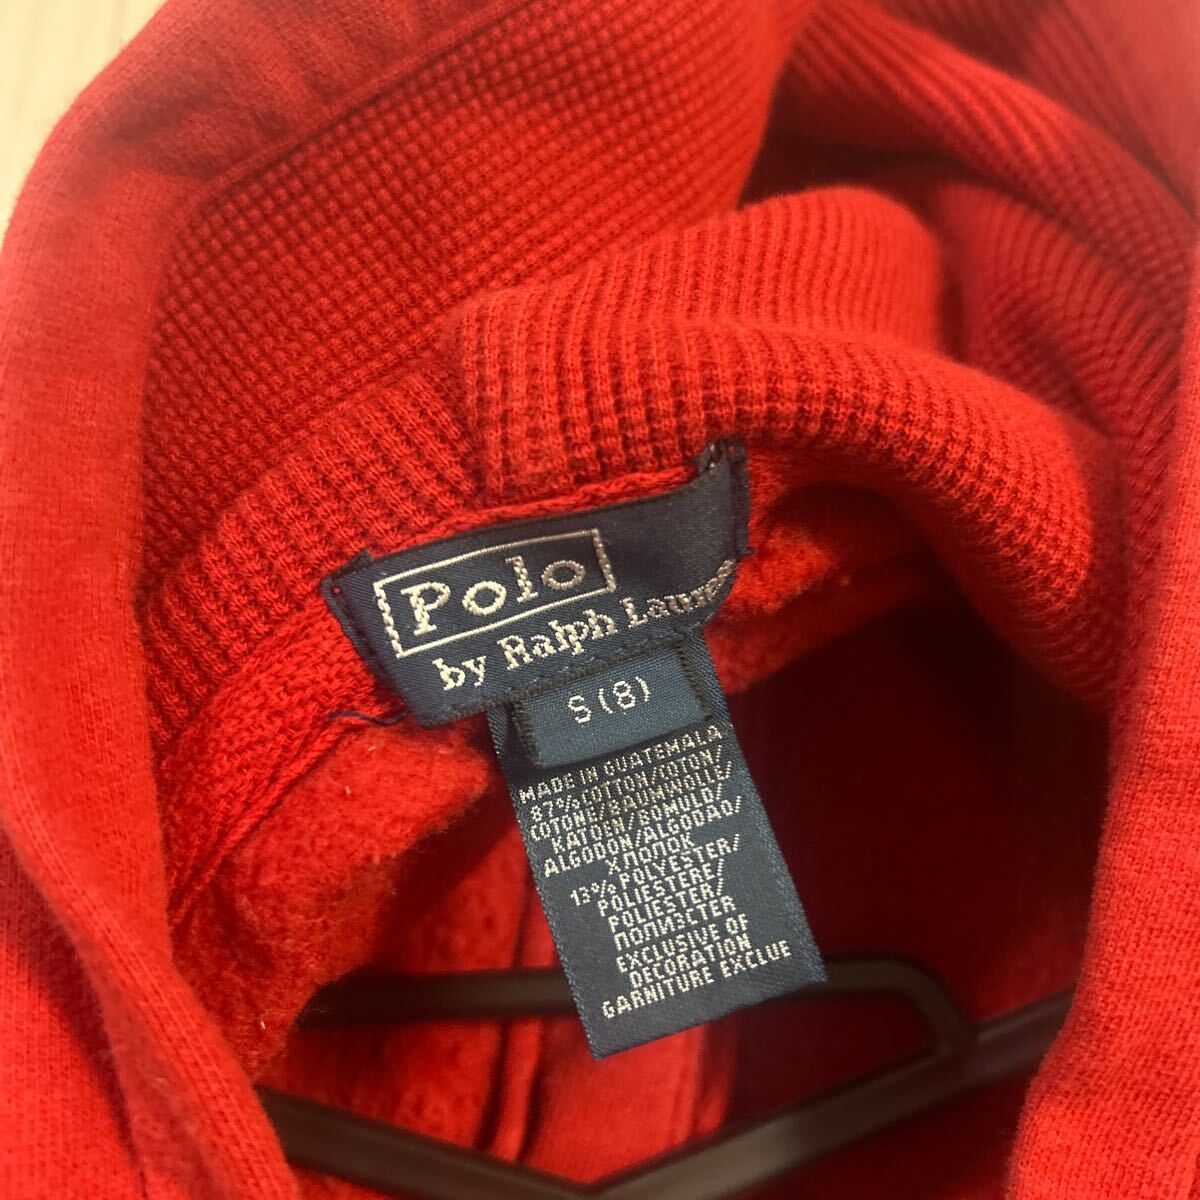 Polo
by Ralph Lauren
S (8)
MADE IN GUATEMALA
87% COTTON/COTON/
COTONE/BAUMWOLLE/
KATOEN/BOMULD/
ALGODON/ALGODAO/
ХЛОПОК
13% POLYESTER/
POLIESTERE/
POLIESTER/
ПОЛИЭСТЕР
EXCLUSIVE OF
DECORATION
GARNITURE EXCLUE